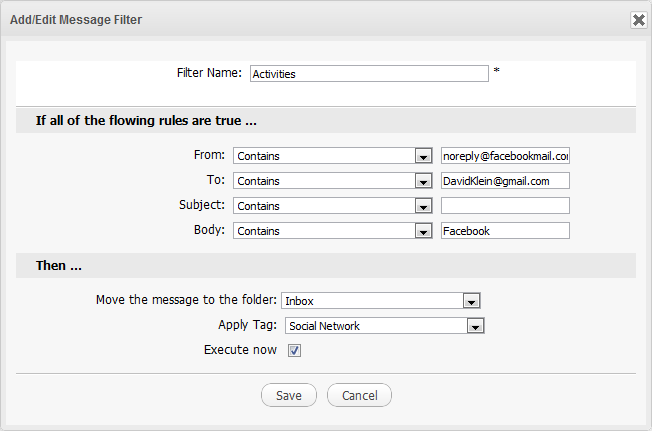 Add/Edit Message Filter
Filter Name: Activities *
If all of the flowing rules are true ...
From: Contains noreply@facebookmail.co
To: Contains DavidKlein@gmail.com
Subject: Contains
Body: Contains Facebook
Then ...
Move the message to the folder: Inbox
Apply Tag: Social Network
Execute now
Save Cancel